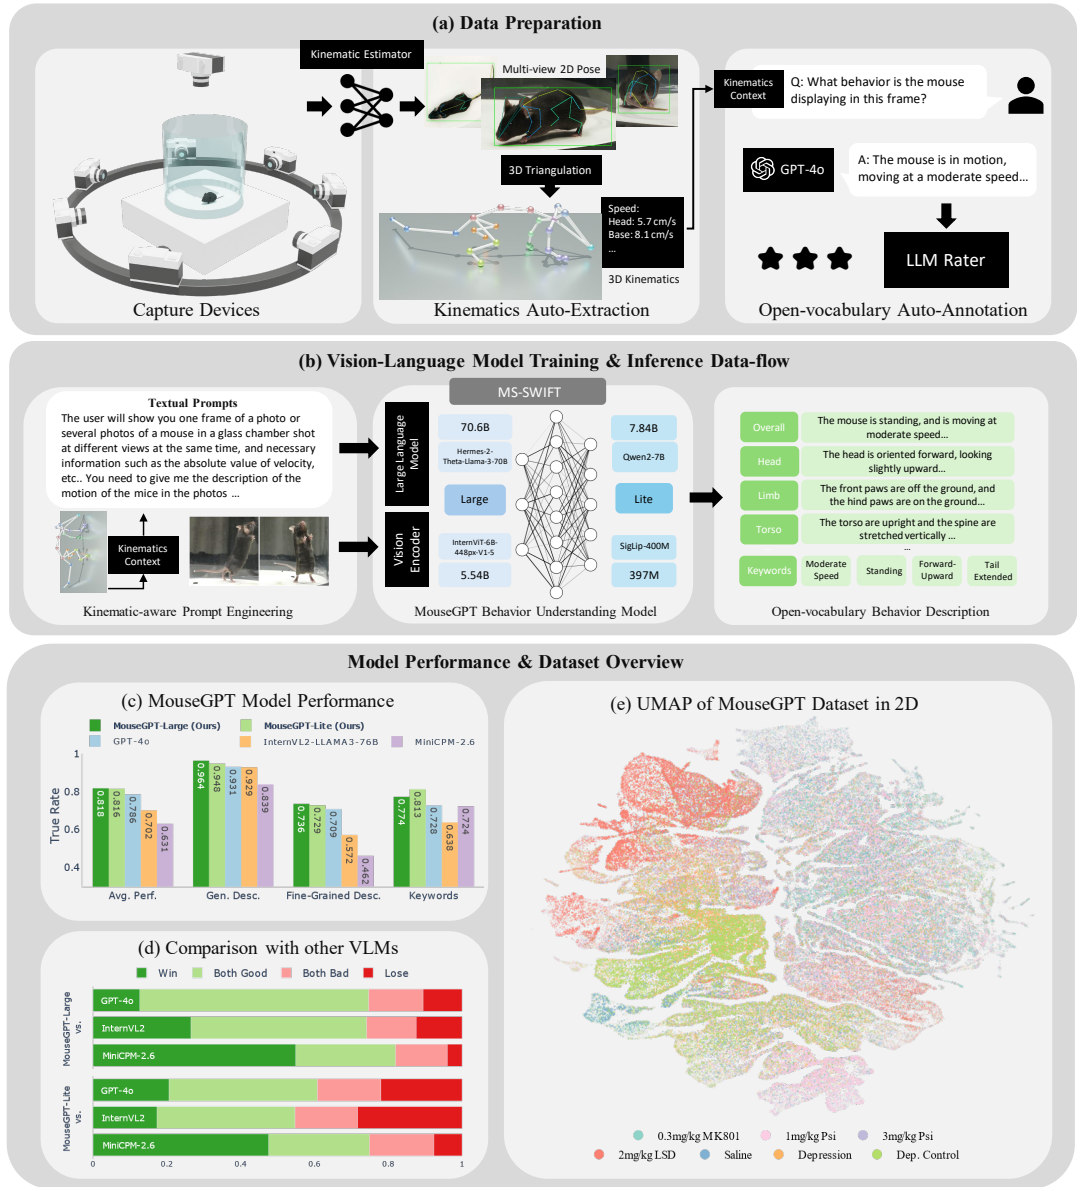 (a) Data Preparation
Kinematic Estimator
Multi-view 2D Pose
3D Triangulation
Speed:
Head: 5.7 cm/s
Base: 8.1 cm/s
...
3D Kinematics
Kinematics
Context
Q: What behavior is the mouse
displaying in this frame?
GPT-4o
A: The mouse is in motion,
moving at a moderate speed...
LLM Rater
Capture Devices
Kinematics Auto-Extraction
Open-vocabulary Auto-Annotation
(b) Vision-Language Model Training & Inference Data-flow
Textual Prompts
The user will show you one frame of a photo or
several photos of a mouse in a glass chamber shot
at different views at the same time, and necessary
information such as the absolute value of velocity,
etc.. You need to give me the description of the
motion of the mice in the photos ...
Kinematics
Context
Kinematic-aware Prompt Engineering
MS-SWIFT
Large Language
Model
Vision
Encoder
70.6B
Hermes-2-
Theta-Llama-3-70B
Large
InternViT-6B-
448px-V1-5
5.54B
7.84B
Qwen2-7B
Lite
SigLip-400M
397M
MouseGPT Behavior Understanding Model
Overall
The mouse is standing, and is moving at
moderate speed...
Head
The head is oriented forward, looking
slightly upward...
Limb
The front paws are off the ground, and
the hind paws are on the ground...
Torso
The torso are upright and the spine are
stretched vertically ...
...
Keywords
Moderate
Speed
Standing
Forward-
Upward
Tail
Extended
Open-vocabulary Behavior Description
Model Performance & Dataset Overview
(c) MouseGPT Model Performance
MouseGPT-Large (Ours)
MouseGPT-Lite (Ours)
GPT-4o
InternVL2-LLAMA3-76B
MiniCPM-2.6
True Rate
1
0.8
0.6
0.4
0.818
0.816
0.786
0.702
0.631
0.964
0.948
0.931
0.929
0.839
0.736
0.729
0.709
0.572
0.462
0.774
0.813
0.728
0.638
0.724
Avg. Perf.
Gen. Desc.
Fine-Grained Desc.
Keywords
(d) Comparison with other VLMs
Win
Both Good
Both Bad
Lose
MouseGPT-Large
vs.
GPT-4o
InternVL2
MiniCPM-2.6
MouseGPT-Lite
vs.
GPT-4o
InternVL2
MiniCPM-2.6
0
0.2
0.4
0.6
0.8
1
(e) UMAP of MouseGPT Dataset in 2D
0.3mg/kg MK801
1mg/kg Psi
3mg/kg Psi
2mg/kg LSD
Saline
Depression
Dep. Control